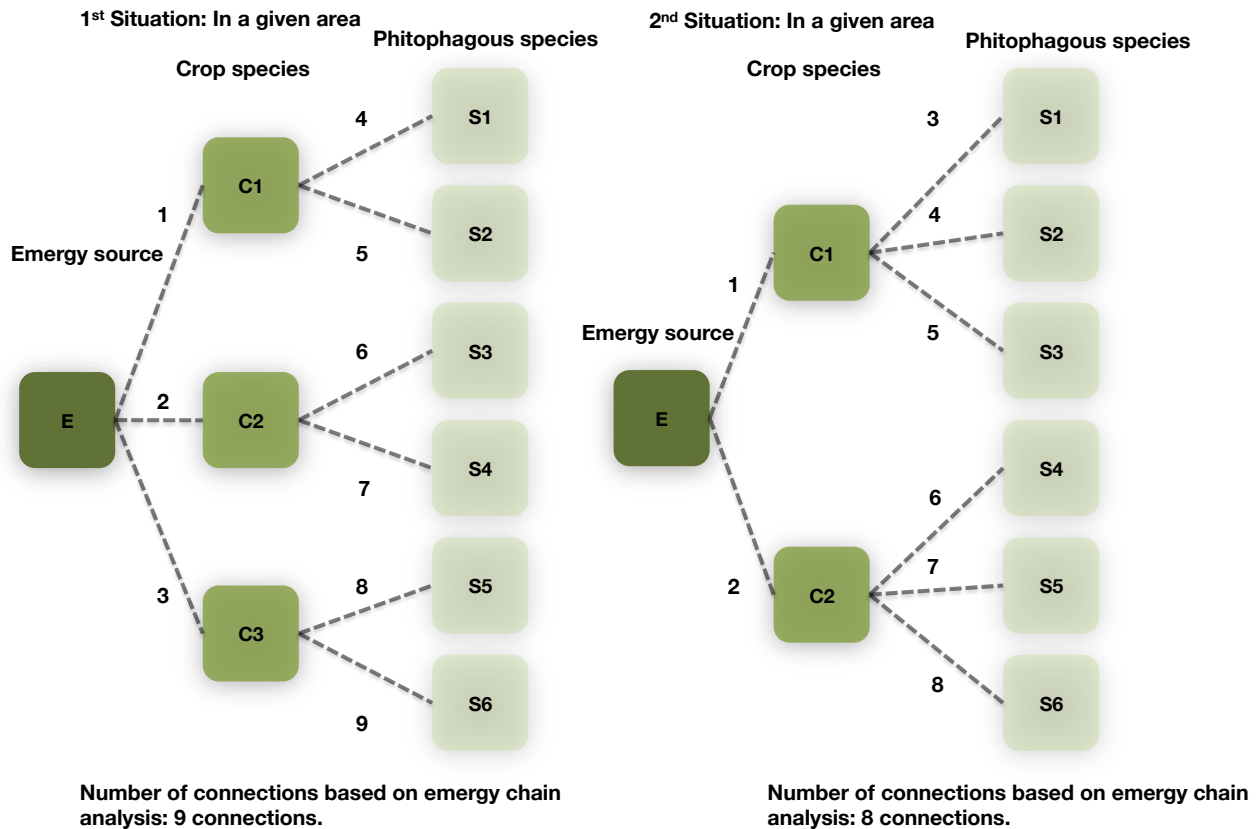 1st Situation: In a given area
Phitophagous species
Crop species
4
S1
C1
1
S2
5
Emergy source
6
S3
E
2
C2
S4
7
3
8
S5
C3
S6
9
Number of connections based on emergy chain
analysis: 9 connections.
2nd Situation: In a given area
Phitophagous species
Crop species
3
S1
4
S2
C1
1
5
Emergy source
S3
E
S4
6
7
S5
2
C2
8
S6
Number of connections based on emergy chain
analysis: 8 connections.